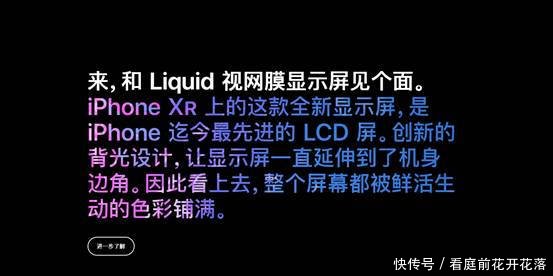 来，和 Liquid 视网膜显示屏见个面。
iPhone XR 上的这款全新显示屏，是
iPhone 迄今最先进的 LCD 屏。创新的
背光设计，让显示屏一直延伸到了机身
边角。因此看上去，整个屏幕都被鲜活生
动的色彩铺满。
进一步了解
快传号 / 看庭前花开花落